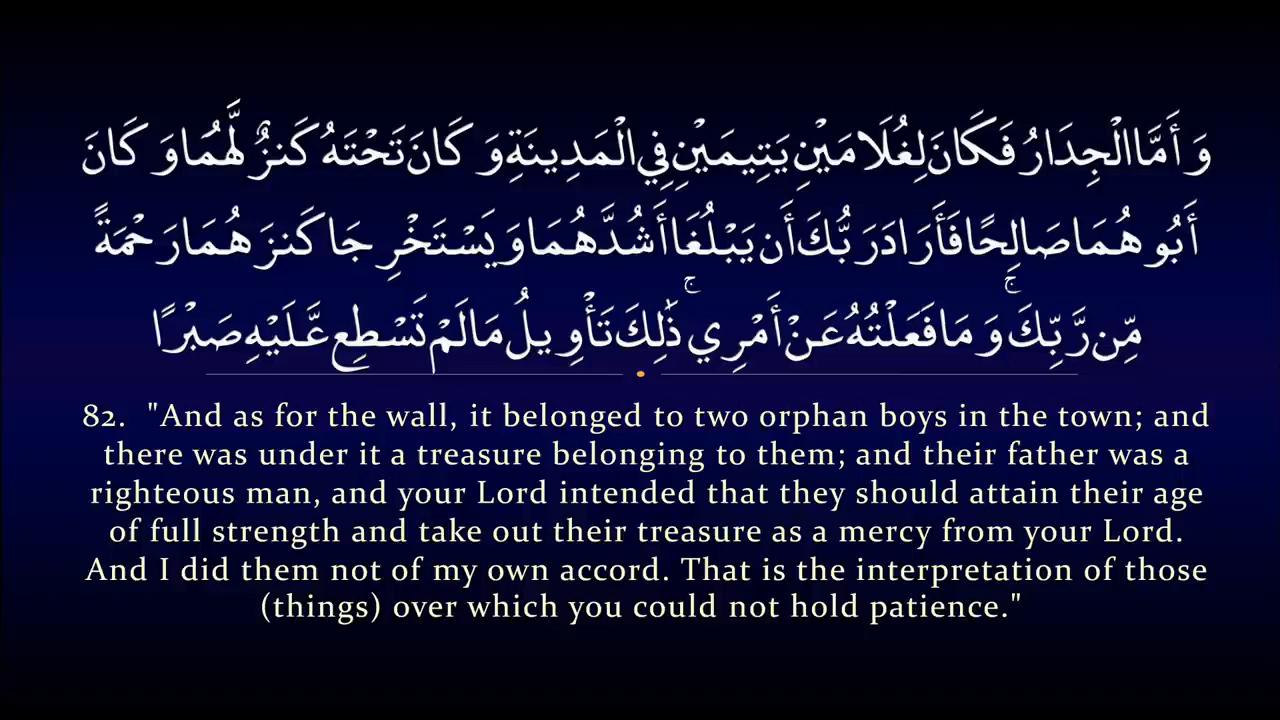 وَأَمَّا الْجِدَارُ فَكَانَ لِغُلَامَيْنِ يَتِيمَيْنِ فِي الْمَدِينَةِ وَكَانَ تَحْتَهُ كَنزٌ لَّهُمَا وَكَانَ
أَبُوهُمَا صَالِحًا فَأَرَادَ رَبُّكَ أَن يَبْلُغَا أَشُدَّهُمَا وَيَسْتَخْرِجَا كَنزَهُمَا رَحْمَةً
مِّن رَّبِّكَ ۚ وَمَا فَعَلْتُهُ عَنْ أَمْرِي ۚ ذَٰلِكَ تَأْوِيلُ مَا لَمْ تَسْطِع عَّلَيْهِ صَبْرًا
82. "And as for the wall, it belonged to two orphan boys in the town; and
there was under it a treasure belonging to them; and their father was a
righteous man, and your Lord intended that they should attain their age
of full strength and take out their treasure as a mercy from your Lord.
And I did them not of my own accord. That is the interpretation of those
(things) over which you could not hold patience."